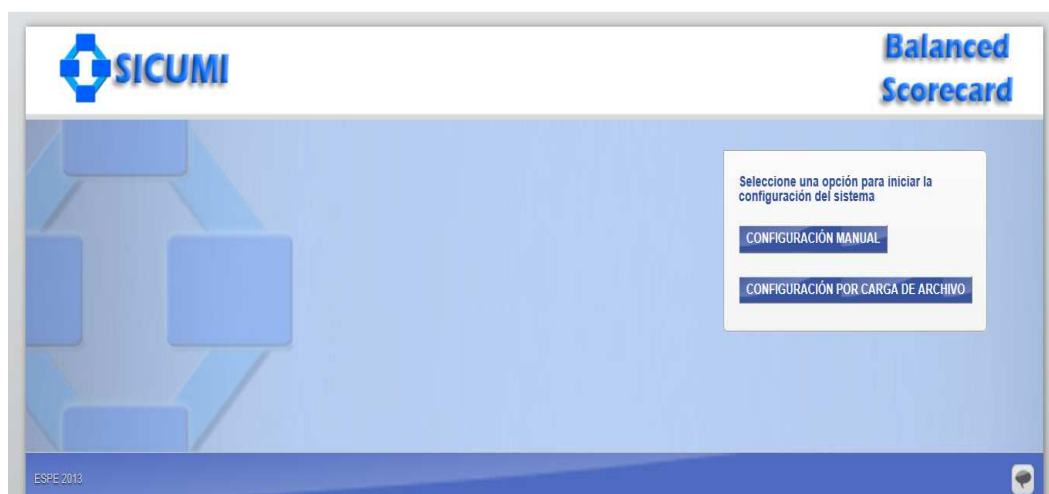 SICUMI
Balanced
Scorecard
Seleccione una opción para iniciar la
configuración del sistema
CONFIGURACIÓN MANUAL
CONFIGURACIÓN POR CARGA DE ARCHIVO
ESPE 2013